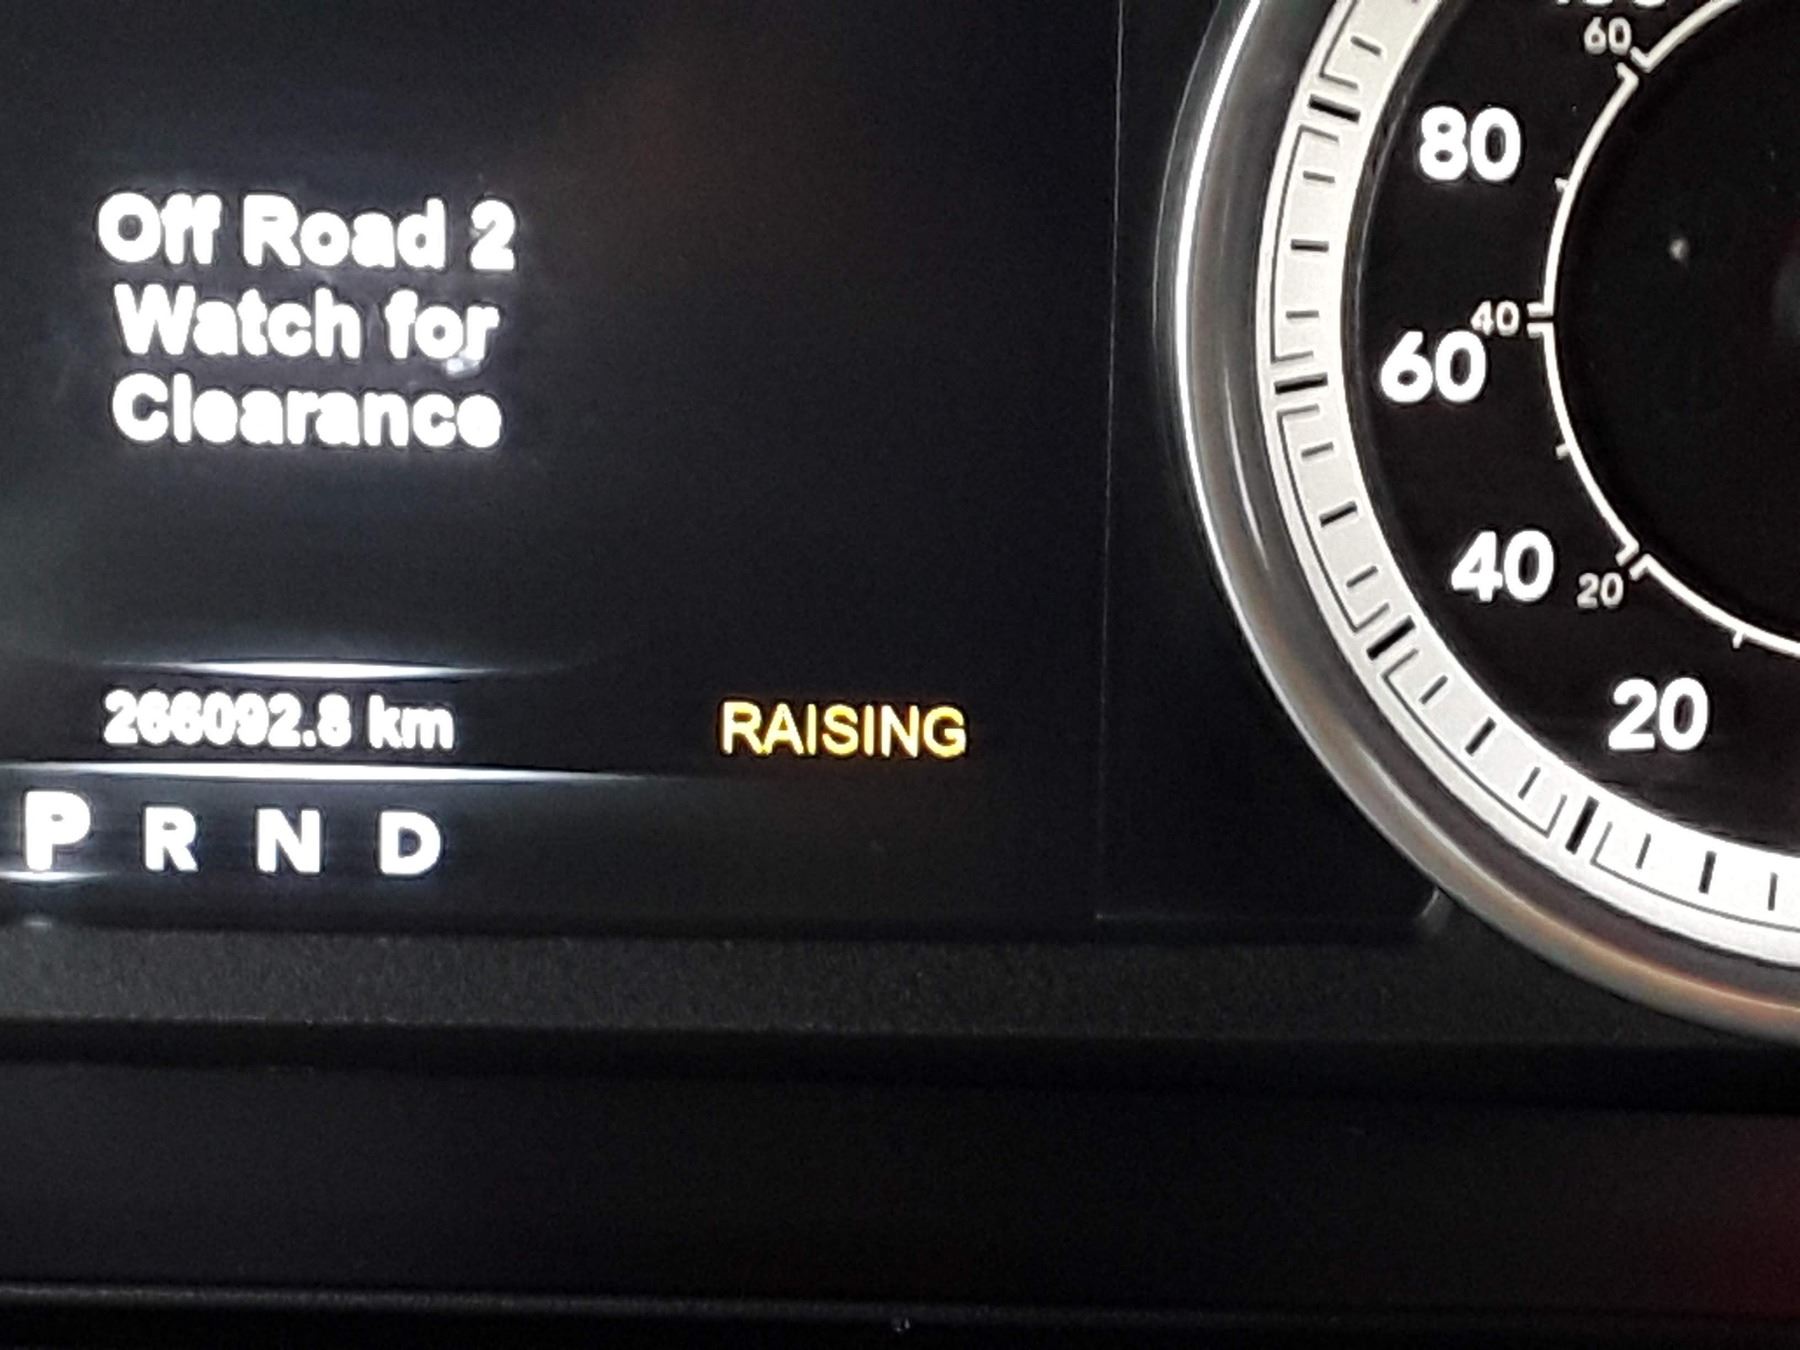 Off Road 2
Watch for
Clearance
266092.8 km
RAISING
P R N D
60
80
40
60
40
20
20